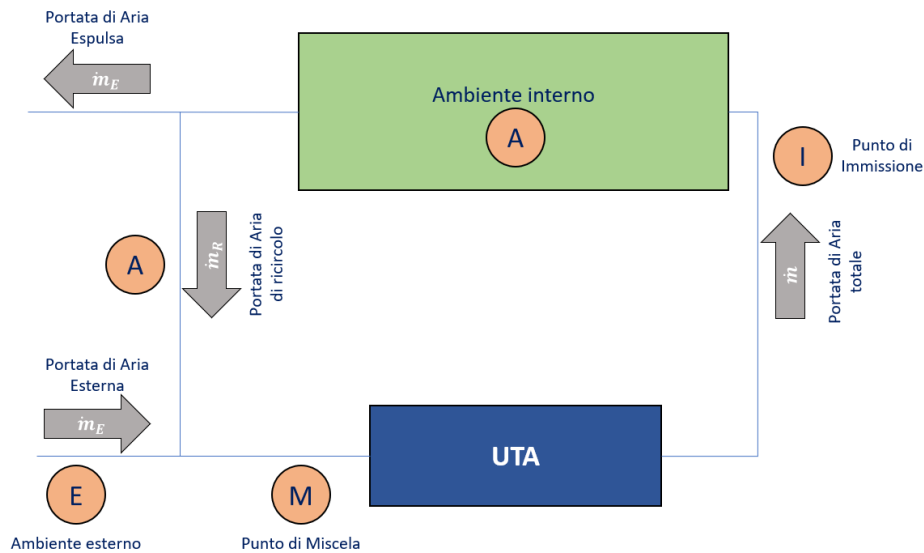 Portata di Aria
Espulsa
ṁE
Ambiente interno
A
I
Punto di
Immissione
A
ṁR
Portata di Aria
di ricircolo
ṁ
Portata di Aria
totale
Portata di Aria
Esterna
ṁE
UTA
E
M
Ambiente esterno
Punto di Miscela